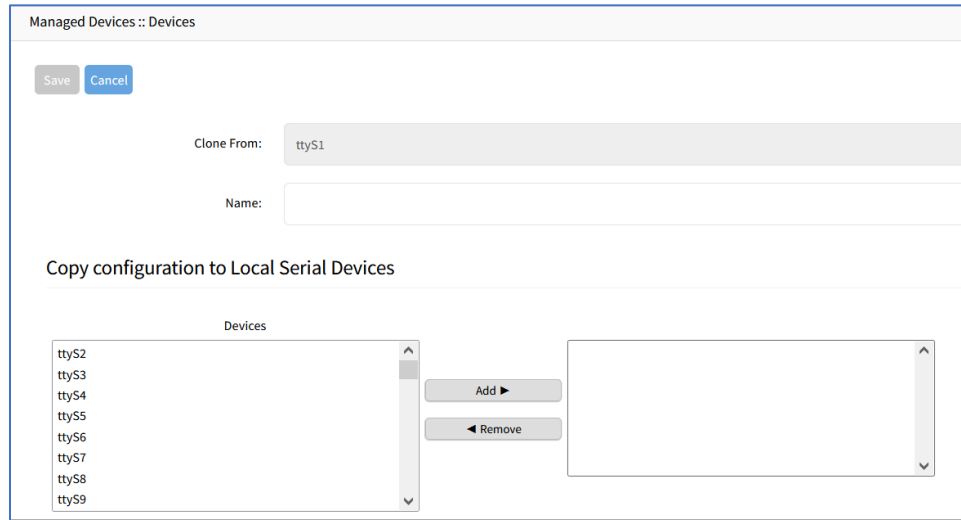 Managed Devices :: Devices
Save Cancel
Clone From: ttyS1
Name:
Copy configuration to Local Serial Devices
Devices
ttyS2
ttyS3
ttyS4
ttyS5
ttyS6
ttyS7
ttyS8
ttyS9
Add ►
◄ Remove